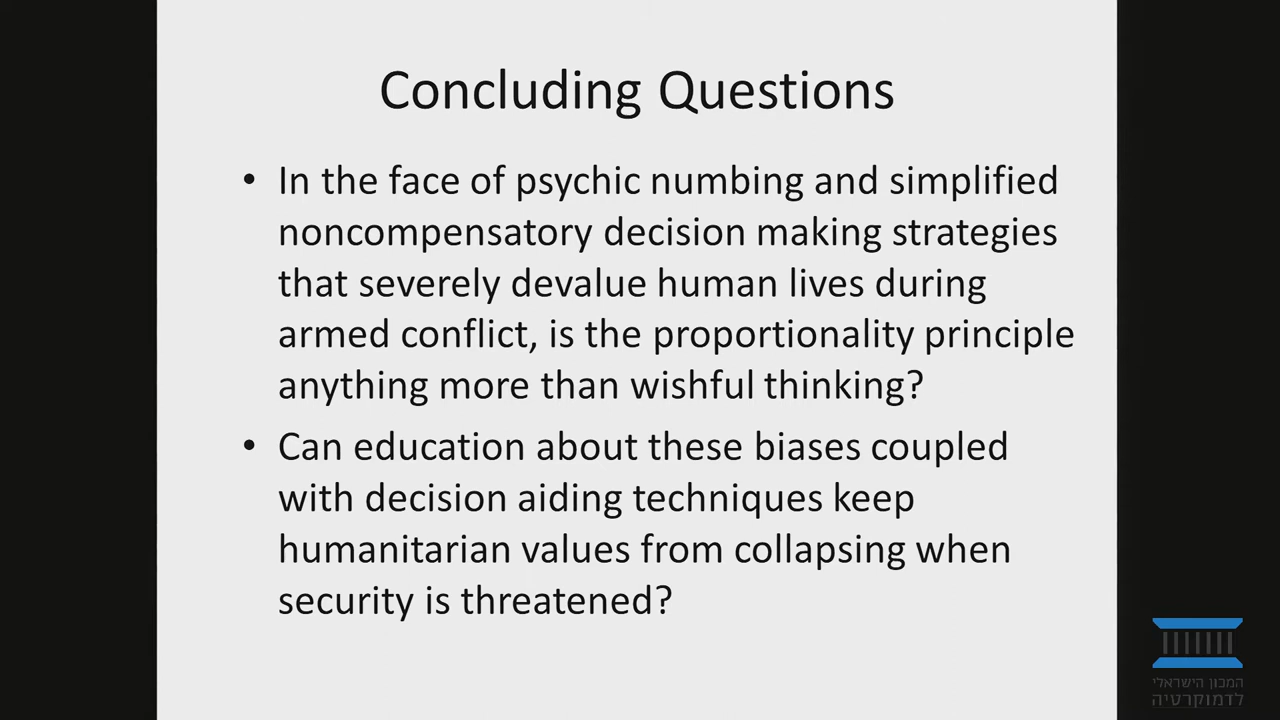 Concluding Questions
• In the face of psychic numbing and simplified
noncompensatory decision making strategies
that severely devalue human lives during
armed conflict, is the proportionality principle
anything more than wishful thinking?
• Can education about these biases coupled
with decision aiding techniques keep
humanitarian values from collapsing when
security is threatened?
המכון הישראלי
לדמוקרטיה